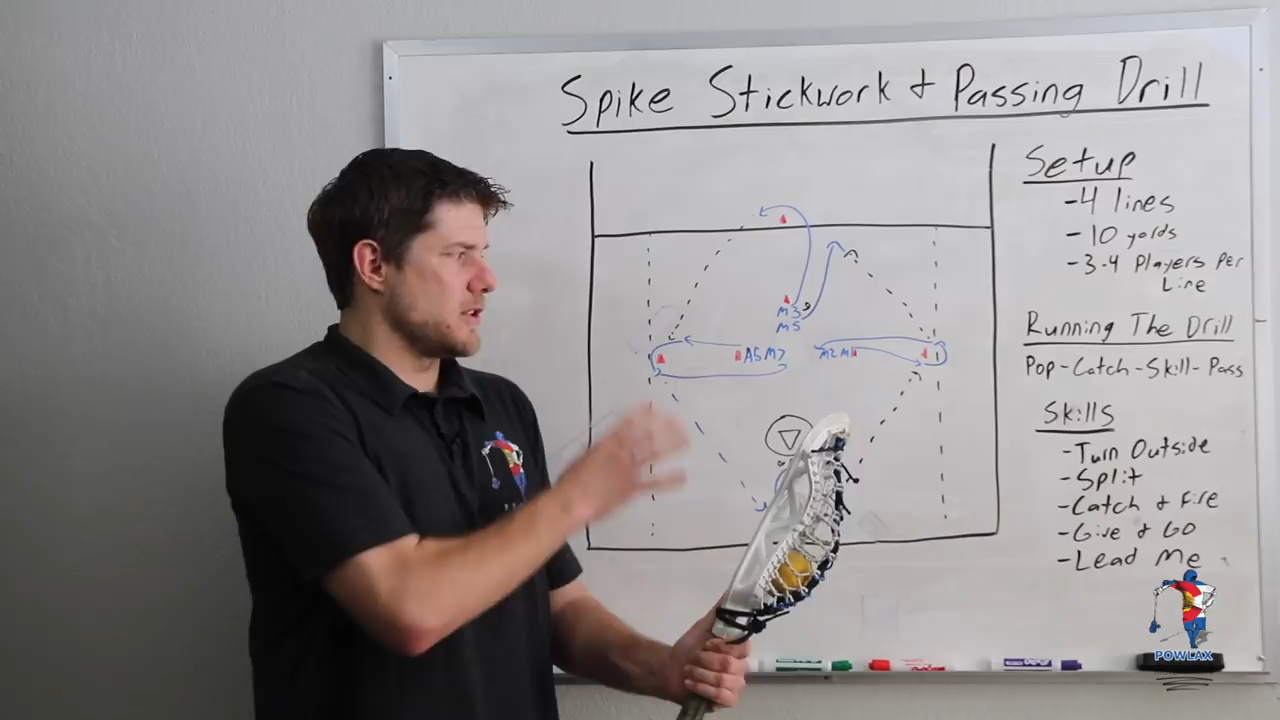 Spike Stickwork + Passing Drill
Setup
-4 lines
-10 yards
-3-4 Players Per
Line
Running The Drill
Pop-Catch-Skill-Pass
Skills
-Turn Outside
-Split
-Catch & Fire
-Give & GO
-Lead Me
M3
M5
A5 M7
M2 M1
POWLAX